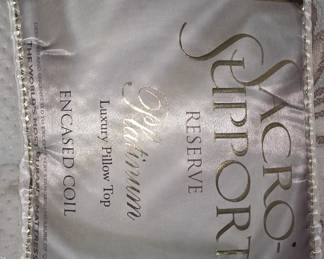 SACRO-
SUPPORT
RESERVE
Platinum
Luxury Pillow Top
ENCASED COIL